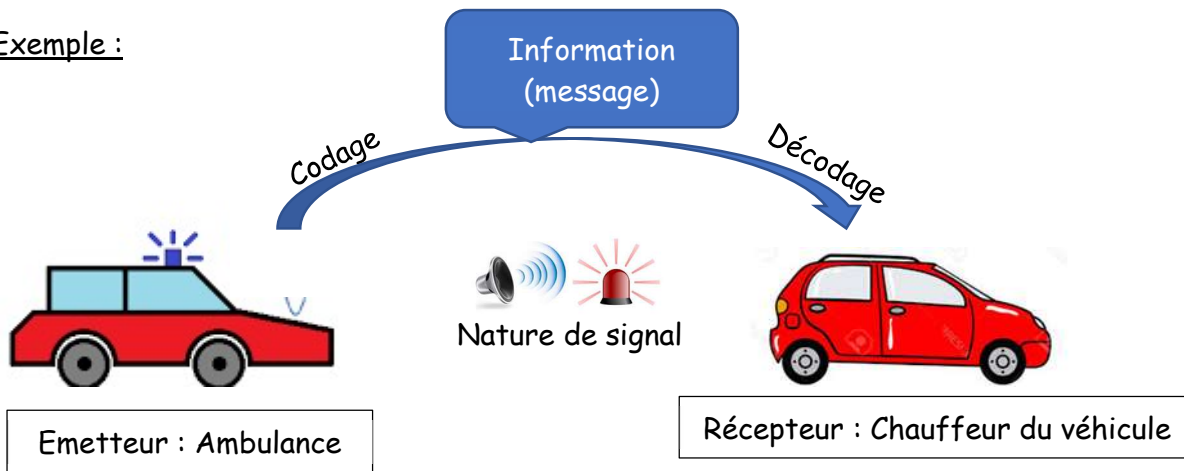 Exemple :
Information
(message)
Codage
Décodage
Nature de signal
Emetteur : Ambulance
Récepteur : Chauffeur du véhicule